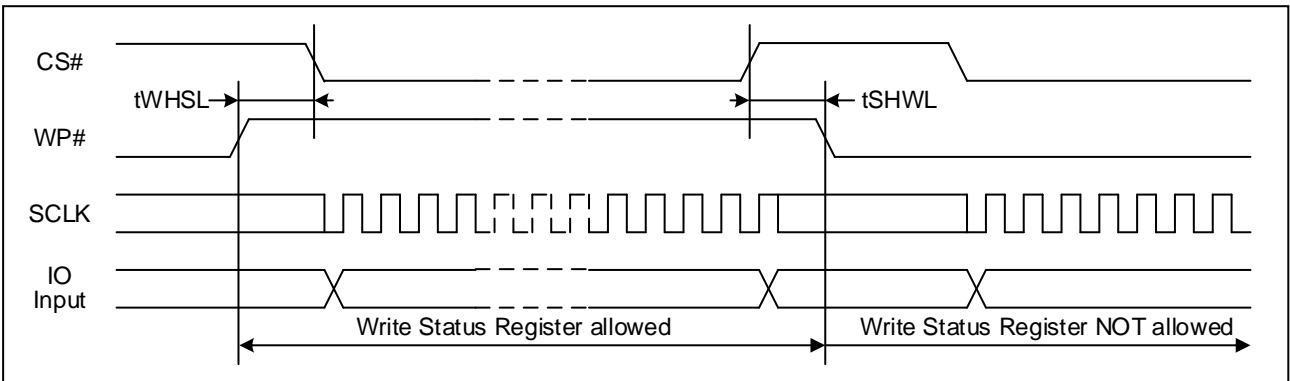 CS#
tWHSL
tSHWL
WP#
SCLK
IO
Input
Write Status Register allowed
Write Status Register NOT allowed